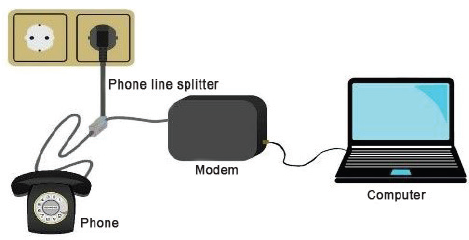 Phone line splitter
Modem
Computer
Phone